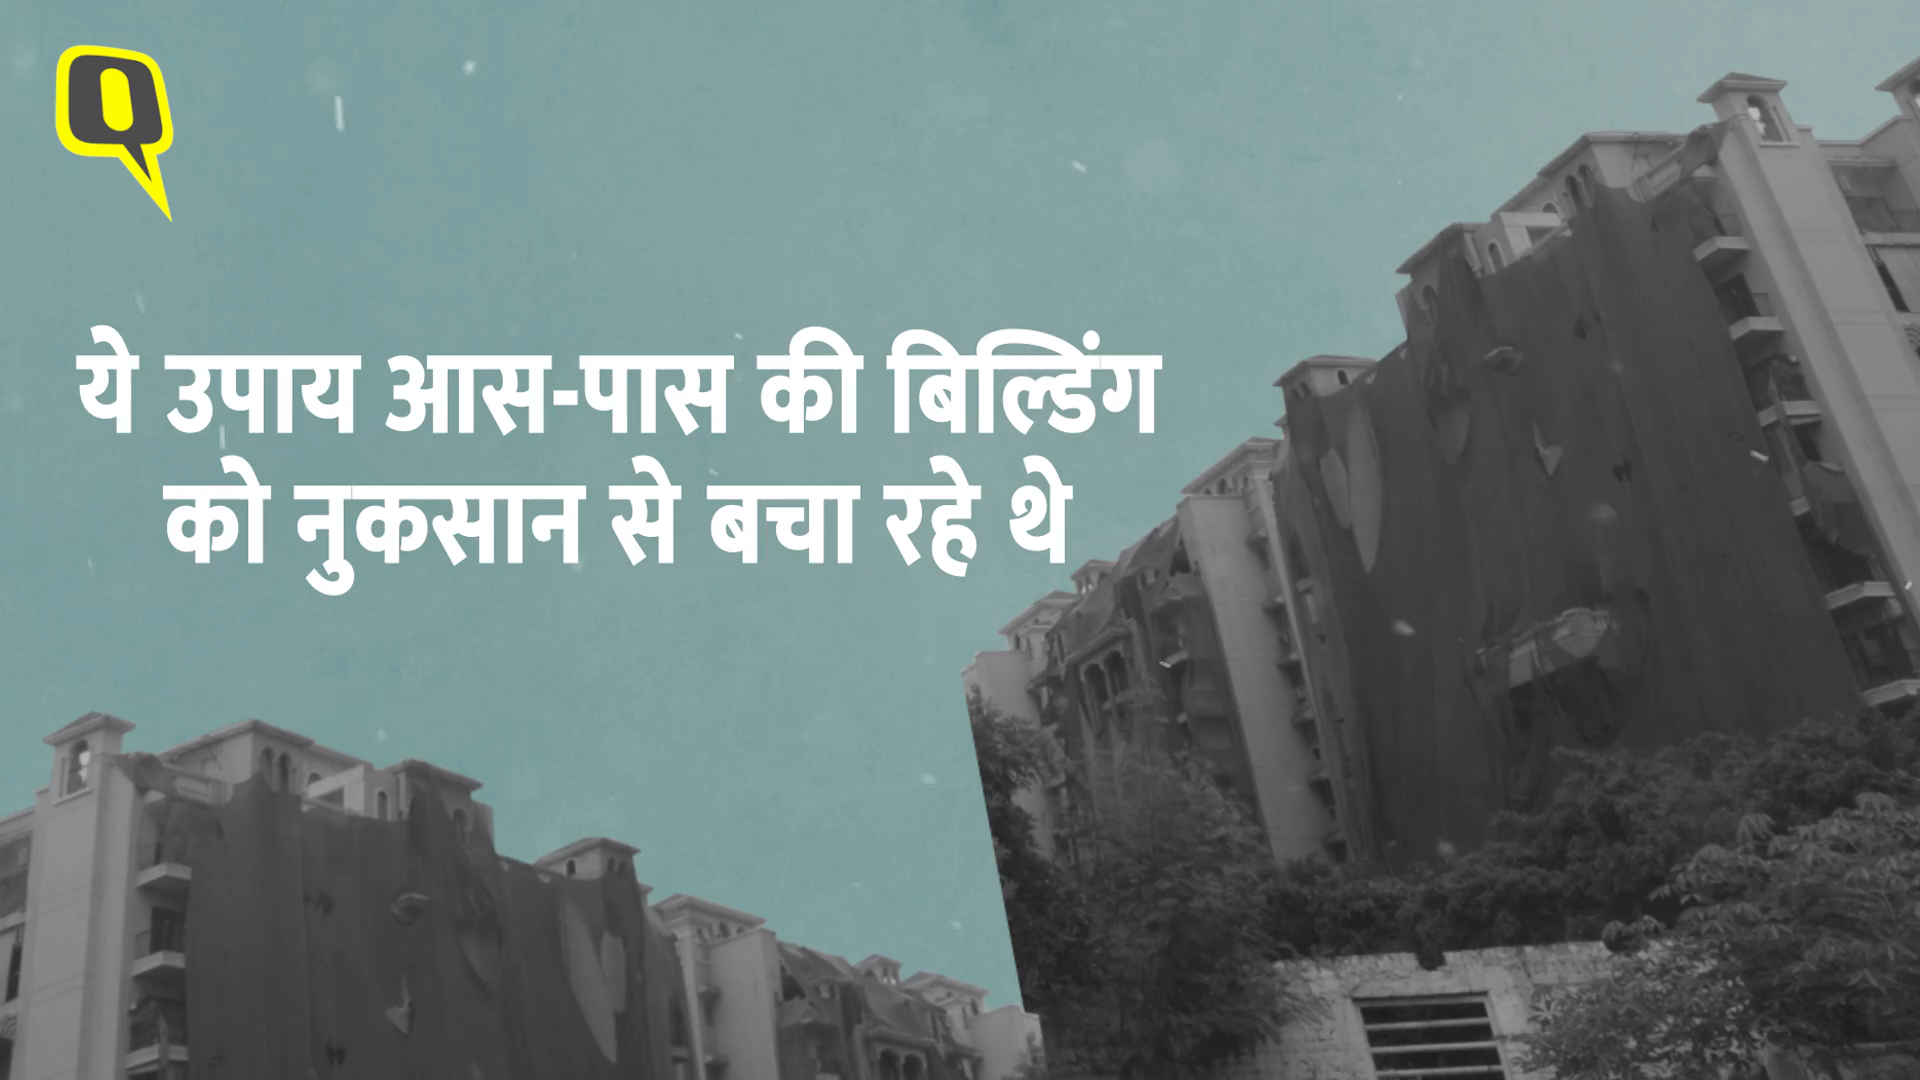 ये उपाय आस-पास की बिल्डिंग
को नुकसान से बचा रहे थे